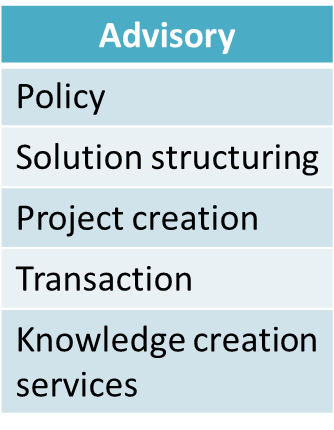 Advisory
Policy
Solution structuring
Project creation
Transaction
Knowledge creation
services